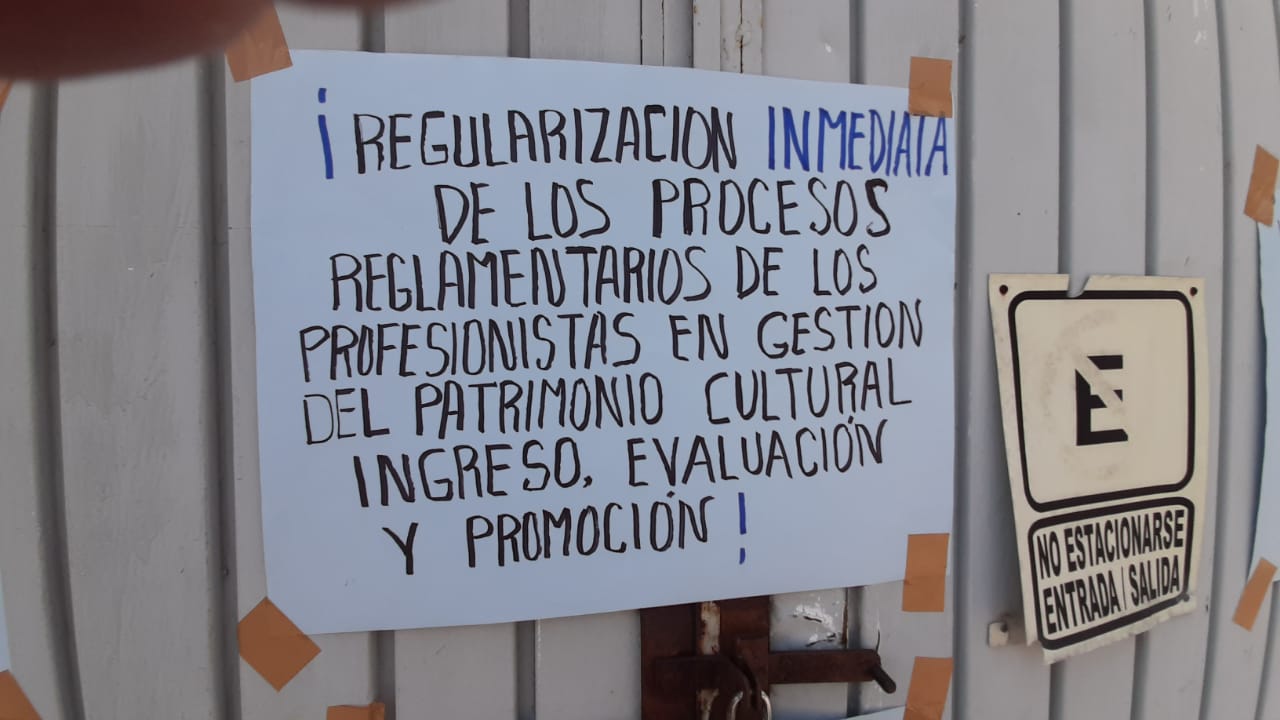 ¡REGULARIZACION INMEDIATA
DE LOS PROCESOS
REGLAMENTARIOS DE LOS
PROFESIONISTAS EN GESTION
DEL PATRIMONIO CULTURAL
INGRESO, EVALUACIÓN
Y PROMOCIÓN!
E
NO ESTACIONARSE
ENTRADA/SALIDA